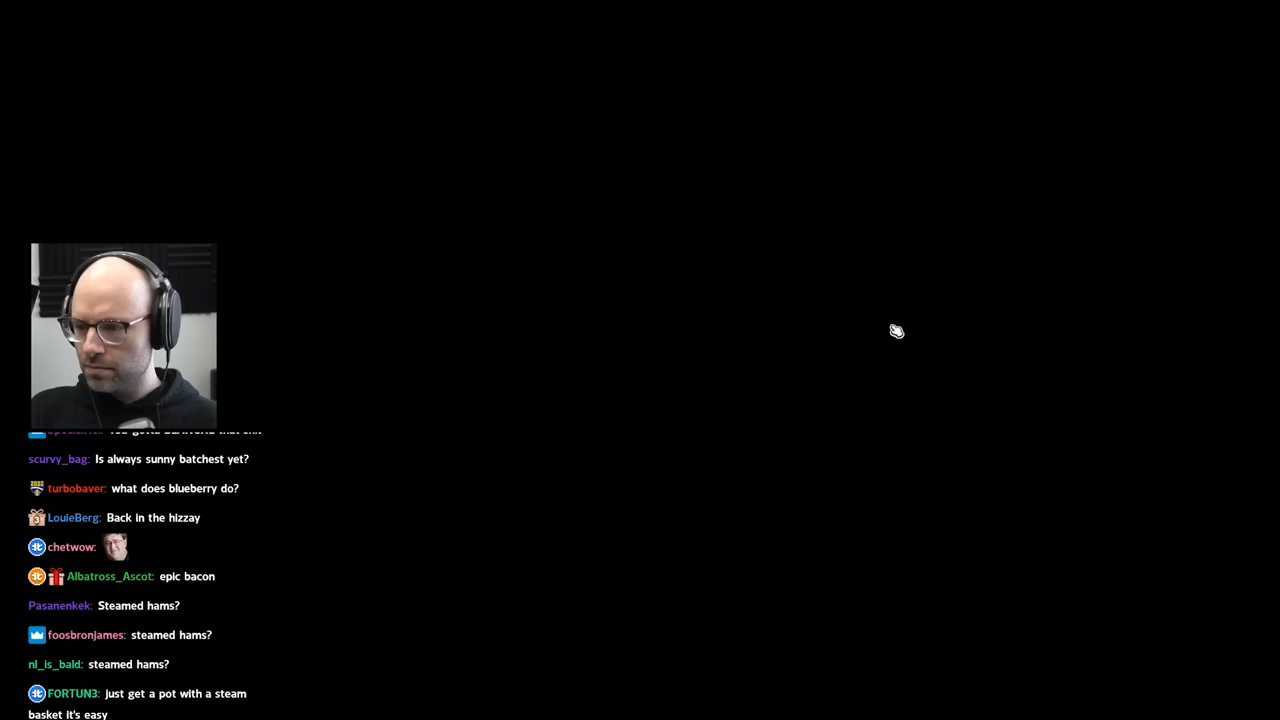 scurvy_bag: Is always sunny batchest yet?
2022 turbobaver: what does blueberry do?
3 LouieBerg: Back in the hizzay
chetwow:
Albatross_Ascot: epic bacon
Pasanenkek: Steamed hams?
foosbronjames: steamed hams?
nl_is_bald: steamed hams?
FORTUN3: just get a pot with a steam
basket it's easy